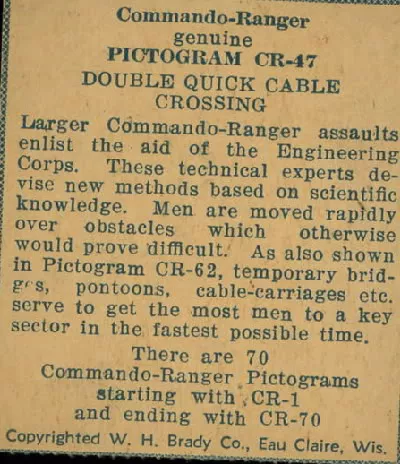 Commando-Ranger
genuine
PICTOGRAM CR-47
DOUBLE QUICK CABLE
CROSSING
Larger Commando-Ranger assaults
enlist the aid of the Engineering
Corps. These technical experts de-
vise new methods based on scientific
knowledge. Men are moved rapidly
over obstacles which otherwise
would prove difficult. As also shown
in Pictogram CR-62, temporary brid-
ges, pontoons, cable-carriages etc.
serve to get the most men to a key
sector in the fastest possible time.
There are 70
Commando-Ranger Pictograms
starting with CR-1
and ending with CR-70
Copyrighted W. H. Brady Co., Eau Claire, Wis.